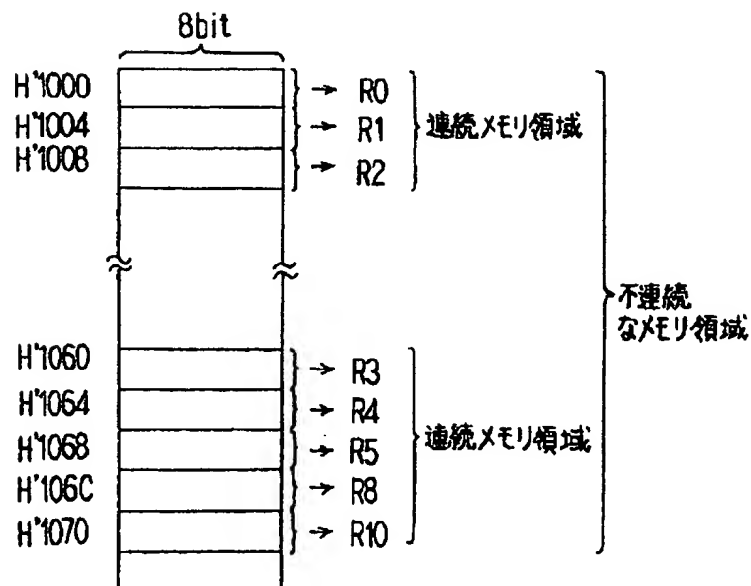 8bit
H'1000 → R0
H'1004 → R1
H'1008 → R2
連続メモリ領域
H'1060 → R3
H'1064 → R4
H'1068 → R5
H'106C → R8
H'1070 → R10
連続メモリ領域
不連続
なメモリ領域